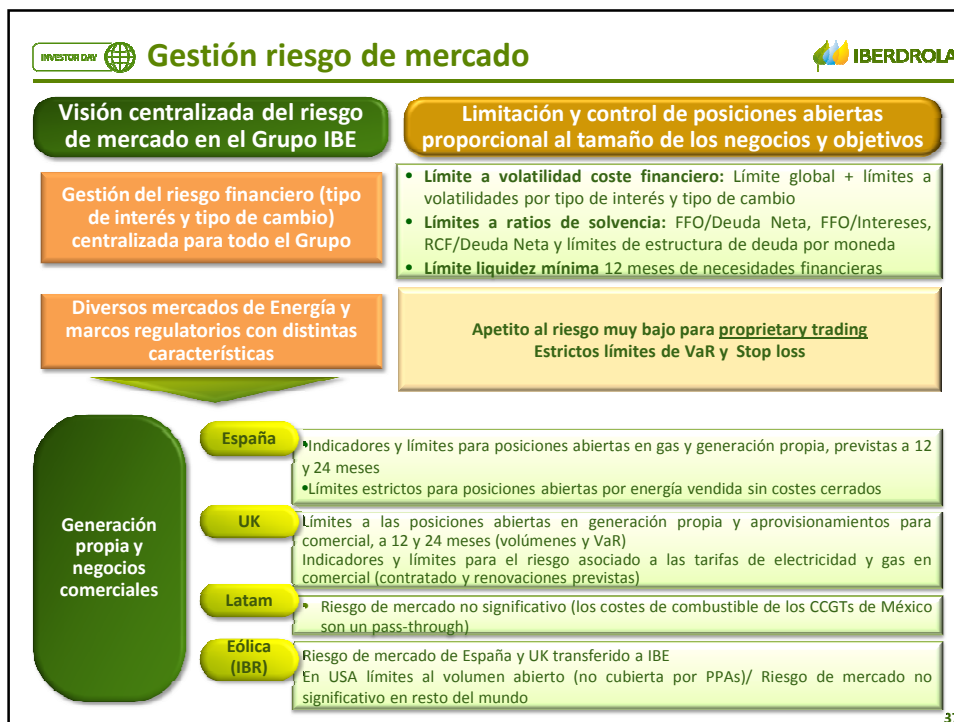 INVESTOR DAY
Gestión riesgo de mercado
IBERDROLA
Visión centralizada del riesgo
de mercado en el Grupo IBE
Limitación y control de posiciones abiertas
proporcional al tamaño de los negocios y objetivos
Gestión del riesgo financiero (tipo
de interés y tipo de cambio)
centralizada para todo el Grupo
• Límite a volatilidad coste financiero: Límite global + límites a
volatilidades por tipo de interés y tipo de cambio
• Límites a ratios de solvencia: FFO/Deuda Neta, FFO/Intereses,
RCF/Deuda Neta y límites de estructura de deuda por moneda
• Límite liquidez mínima 12 meses de necesidades financieras
Diversos mercados de Energía y
marcos regulatorios con distintas
características
Apetito al riesgo muy bajo para proprietary trading
Estrictos límites de VaR y Stop loss
Generación
propia y
negocios
comerciales
España
•Indicadores y límites para posiciones abiertas en gas y generación propia, previstas a 12
y 24 meses
•Límites estrictos para posiciones abiertas por energía vendida sin costes cerrados
UK
Límites a las posiciones abiertas en generación propia y aprovisionamientos para
comercial, a 12 y 24 meses (volúmenes y VaR)
Indicadores y límites para el riesgo asociado a las tarifas de electricidad y gas en
comercial (contratado y renovaciones previstas)
Latam
• Riesgo de mercado no significativo (los costes de combustible de los CCGTs de México
son un pass-through)
Eólica
(IBR)
Riesgo de mercado de España y UK transferido a IBE
En USA límites al volumen abierto (no cubierta por PPAs)/ Riesgo de mercado no
significativo en resto del mundo